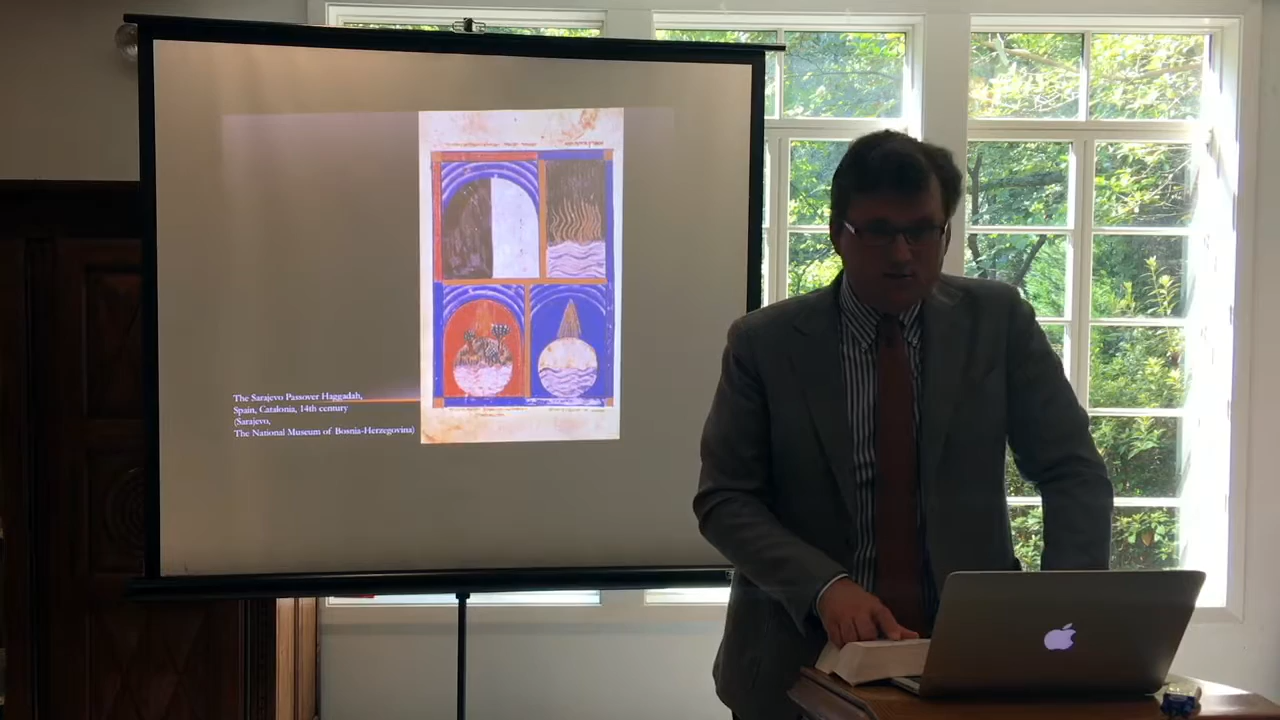 The Sarajevo Passover Haggadah,
Spain, Catalonia, 14th century
(Sarajevo,
The National Museum of Bosnia-Herzegovina)